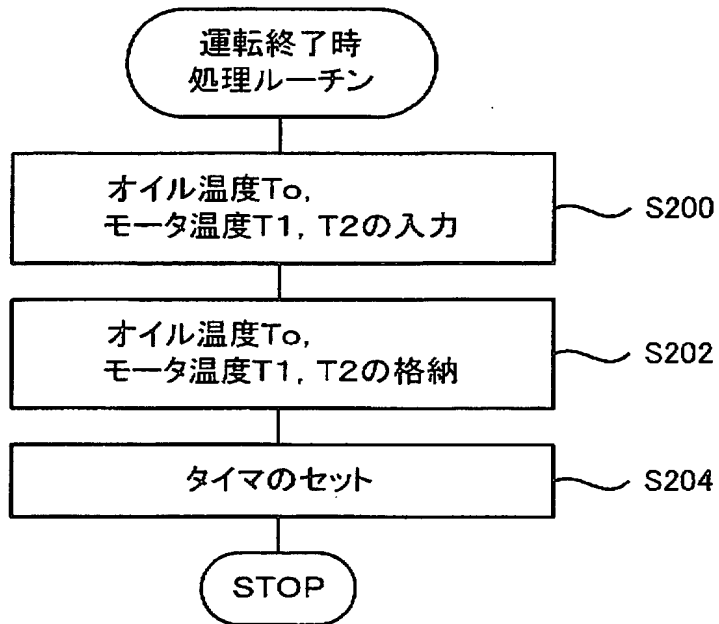 運転終了時
処理ルーチン
オイル温度To,
モータ温度T1, T2の入力
S200
オイル温度To,
モータ温度T1, T2の格納
S202
タイマのセット
S204
STOP